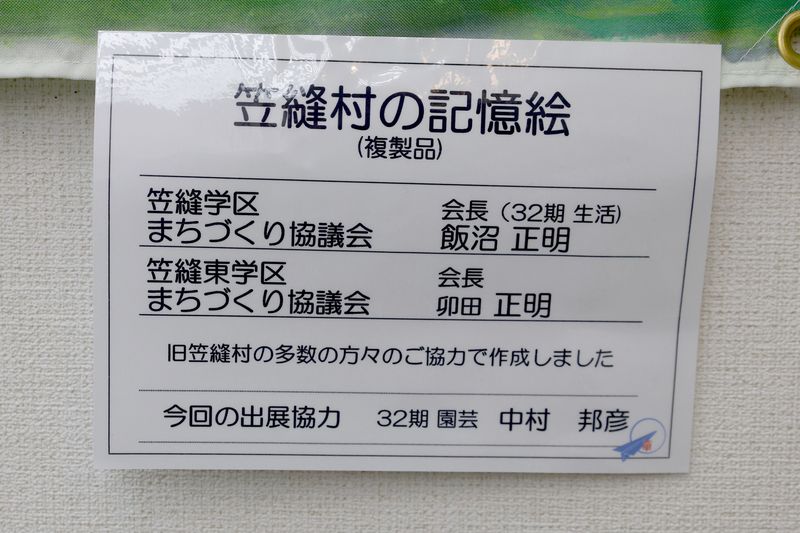 笠縫村の記憶絵
(複製品)
笠縫学区 会長（32期 生活)
まちづくり協議会 飯沼 正明
笠縫東学区 会長
まちづくり協議会 卯田 正明
旧笠縫村の多数の方々のご協力で作成しました
今回の出展協力 32期 園芸 中村 邦彦